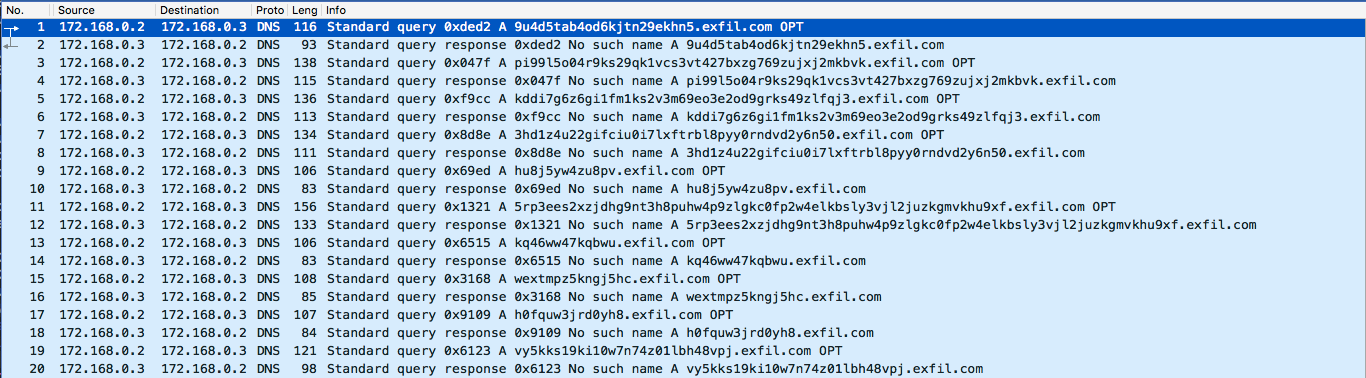 No. Source Destination Proto Leng Info
1 172.168.0.2 172.168.0.3 DNS 116 Standard query 0xded2 A 9u4d5tab4od6kjtn29ekhn5.exfil.com OPT
2 172.168.0.3 172.168.0.2 DNS 93 Standard query response 0xded2 No such name A 9u4d5tab4od6kjtn29ekhn5.exfil.com
3 172.168.0.2 172.168.0.3 DNS 138 Standard query 0x047f A pi99l5o04r9ks29qk1vcs3vt427bxzg769zujxj2mkbvk.exfil.com OPT
4 172.168.0.3 172.168.0.2 DNS 115 Standard query response 0x047f No such name A pi99l5o04r9ks29qk1vcs3vt427bxzg769zujxj2mkbvk.exfil.com
5 172.168.0.2 172.168.0.3 DNS 136 Standard query 0xf9cc A kddi7g6z6gi1fm1ks2v3m69eo3e2od9grks49zlfqj3.exfil.com OPT
6 172.168.0.3 172.168.0.2 DNS 113 Standard query response 0xf9cc No such name A kddi7g6z6gi1fm1ks2v3m69eo3e2od9grks49zlfqj3.exfil.com
7 172.168.0.2 172.168.0.3 DNS 134 Standard query 0x8d8e A 3hd1z4u22gifciu0i7lxftrbl8pyy0rndvd2y6n50.exfil.com OPT
8 172.168.0.3 172.168.0.2 DNS 111 Standard query response 0x8d8e No such name A 3hd1z4u22gifciu0i7lxftrbl8pyy0rndvd2y6n50.exfil.com
9 172.168.0.2 172.168.0.3 DNS 106 Standard query 0x69ed A hu8j5yw4zu8pv.exfil.com OPT
10 172.168.0.3 172.168.0.2 DNS 83 Standard query response 0x69ed No such name A hu8j5yw4zu8pv.exfil.com
11 172.168.0.2 172.168.0.3 DNS 156 Standard query 0x1321 A 5rp3ees2xzjdhg9nt3h8puhw4p9zlgkc0fp2w4elkbsly3vjl2juzkgmvkhu9xf.exfil.com OPT
12 172.168.0.3 172.168.0.2 DNS 133 Standard query response 0x1321 No such name A 5rp3ees2xzjdhg9nt3h8puhw4p9zlgkc0fp2w4elkbsly3vjl2juzkgmvkhu9xf.exfil.com
13 172.168.0.2 172.168.0.3 DNS 106 Standard query 0x6515 A kq46ww47kqbwu.exfil.com OPT
14 172.168.0.3 172.168.0.2 DNS 83 Standard query response 0x6515 No such name A kq46ww47kqbwu.exfil.com
15 172.168.0.2 172.168.0.3 DNS 108 Standard query 0x3168 A wextmpz5kngj5hc.exfil.com OPT
16 172.168.0.3 172.168.0.2 DNS 85 Standard query response 0x3168 No such name A wextmpz5kngj5hc.exfil.com
17 172.168.0.2 172.168.0.3 DNS 107 Standard query 0x9109 A h0fquw3jrd0yh8.exfil.com OPT
18 172.168.0.3 172.168.0.2 DNS 84 Standard query response 0x9109 No such name A h0fquw3jrd0yh8.exfil.com
19 172.168.0.2 172.168.0.3 DNS 121 Standard query 0x6123 A vy5kks19ki10w7n74z01lbh48vpj.exfil.com OPT
20 172.168.0.3 172.168.0.2 DNS 98 Standard query response 0x6123 No such name A vy5kks19ki10w7n74z01lbh48vpj.exfil.com